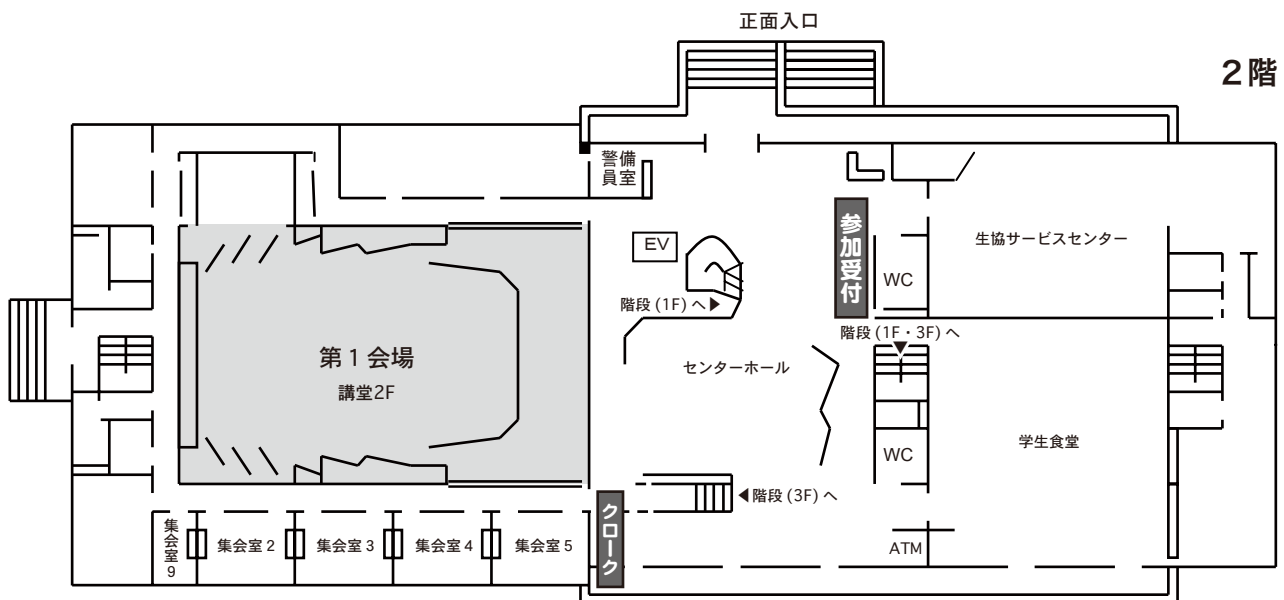 正面入口
２階
警備
員室
参加受付
生協サービスセンター
EV
WC
階段 (1F) へ▶
階段 (1F・3F) へ
▼
第１会場
講堂2F
センターホール
学生食堂
WC
◀階段 (3F) へ
クローク
集会室9
集会室 2
集会室 3
集会室 4
集会室 5
ATM